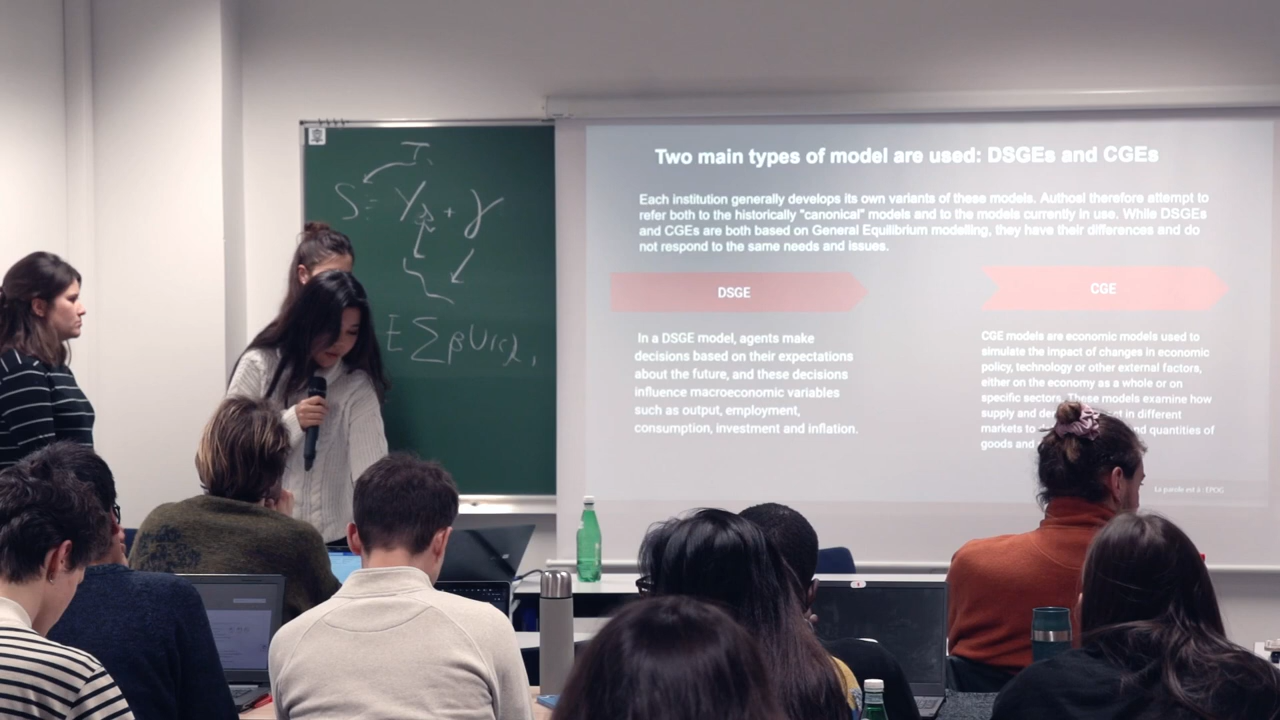 T.
S = Y + γ
E ∑ β U(c)
Two main types of model are used: DSGEs and CGEs
Each institution generally develops its own variants of these models. Authosl therefore attempt to
refer both to the historically "canonical" models and to the models currently in use. While DSGEs
and CGEs are both based on General Equilibrium modelling, they have their differences and do
not respond to the same needs and issues.
DSGE
In a DSGE model, agents make
decisions based on their expectations
about the future, and these decisions
influence macroeconomic variables
such as output, employment,
consumption, investment and inflation.
CGE
CGE models are economic models used to
simulate the impact of changes in economic
policy, technology or other external factors,
either on the economy as a whole or on
specific sectors. These models examine how
supply and in different
markets to and quantities of
goods and
La parole est à : EPOG